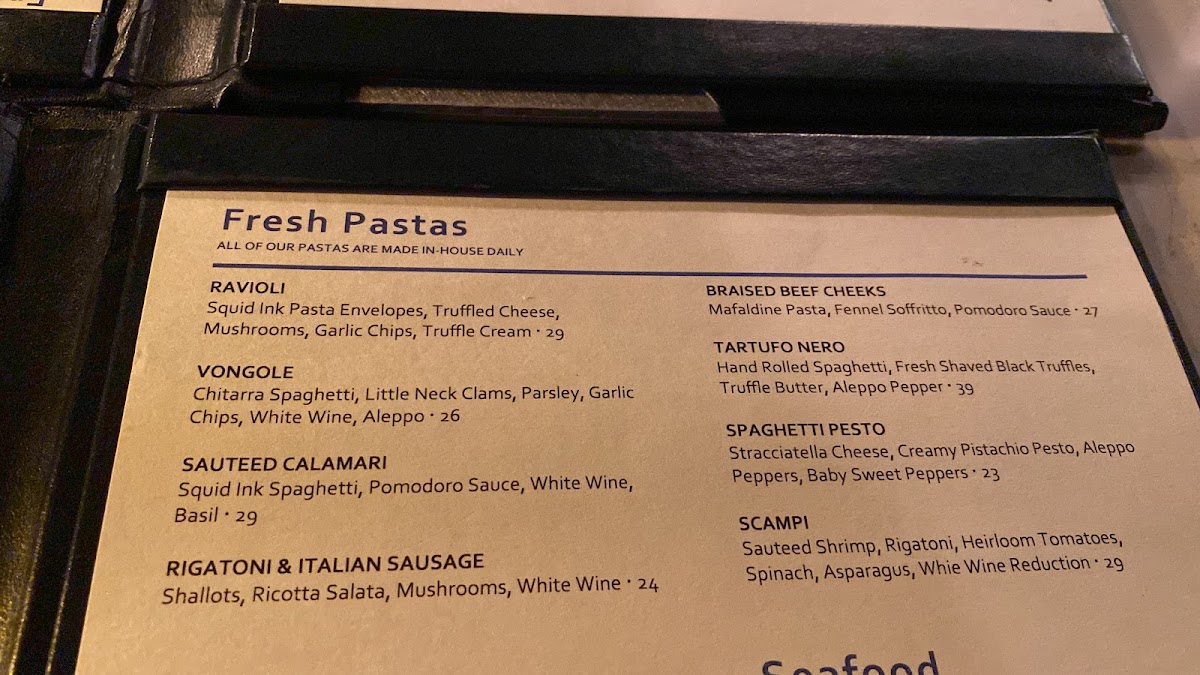 Fresh Pastas
ALL OF OUR PASTAS ARE MADE IN-HOUSE DAILY
RAVIOLI
Squid Ink Pasta Envelopes, Truffled Cheese,
Mushrooms, Garlic Chips, Truffle Cream · 29
VONGOLE
Chitarra Spaghetti, Little Neck Clams, Parsley, Garlic
Chips, White Wine, Aleppo · 26
SAUTEED CALAMARI
Squid Ink Spaghetti, Pomodoro Sauce, White Wine,
Basil · 29
RIGATONI & ITALIAN SAUSAGE
Shallots, Ricotta Salata, Mushrooms, White Wine · 24
BRAISED BEEF CHEEKS
Mafaldine Pasta, Fennel Soffritto, Pomodoro Sauce · 27
TARTUFO NERO
Hand Rolled Spaghetti, Fresh Shaved Black Truffles,
Truffle Butter, Aleppo Pepper · 39
SPAGHETTI PESTO
Stracciatella Cheese, Creamy Pistachio Pesto, Aleppo
Peppers, Baby Sweet Peppers · 23
SCAMPI
Sauteed Shrimp, Rigatoni, Heirloom Tomatoes,
Spinach, Asparagus, Whie Wine Reduction · 29
Seafood